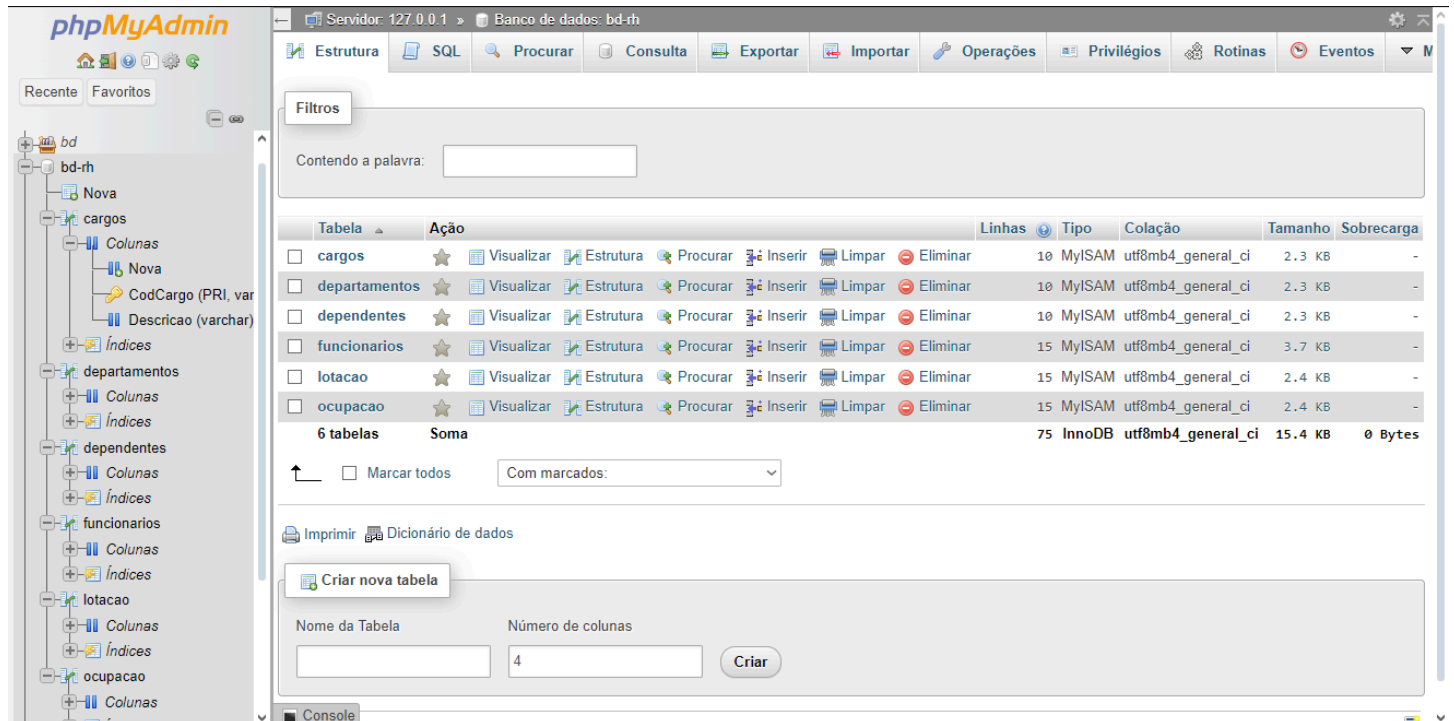 phpMyAdmin
Recente Favoritos
bd
bd-rh
Nova
cargos
Colunas
Nova
CodCargo (PRI, var
Descricao (varchar)
Índices
departamentos
Colunas
Índices
dependentes
Colunas
Índices
funcionarios
Colunas
Índices
lotacao
Colunas
Índices
ocupacao
Colunas
Servidor: 127.0.0.1 » Banco de dados: bd-rh
Estrutura SQL Procurar Consulta Exportar Importar Operações Privilégios Rotinas Eventos M
Filtros
Contendo a palavra:
Tabela Ação Linhas Tipo Colação Tamanho Sobrecarga
cargos Visualizar Estrutura Procurar Inserir Limpar Eliminar 10 MyISAM utf8mb4_general_ci 2.3 KB -
departamentos Visualizar Estrutura Procurar Inserir Limpar Eliminar 10 MyISAM utf8mb4_general_ci 2.3 KB -
dependentes Visualizar Estrutura Procurar Inserir Limpar Eliminar 10 MyISAM utf8mb4_general_ci 2.3 KB -
funcionarios Visualizar Estrutura Procurar Inserir Limpar Eliminar 15 MyISAM utf8mb4_general_ci 3.7 KB -
lotacao Visualizar Estrutura Procurar Inserir Limpar Eliminar 15 MyISAM utf8mb4_general_ci 2.4 KB -
ocupacao Visualizar Estrutura Procurar Inserir Limpar Eliminar 15 MyISAM utf8mb4_general_ci 2.4 KB -
6 tabelas Soma 75 InnoDB utf8mb4_general_ci 15.4 KB 0 Bytes
Marcar todos Com marcados:
Imprimir Dicionário de dados
Criar nova tabela
Nome da Tabela Número de colunas
4 Criar
Console